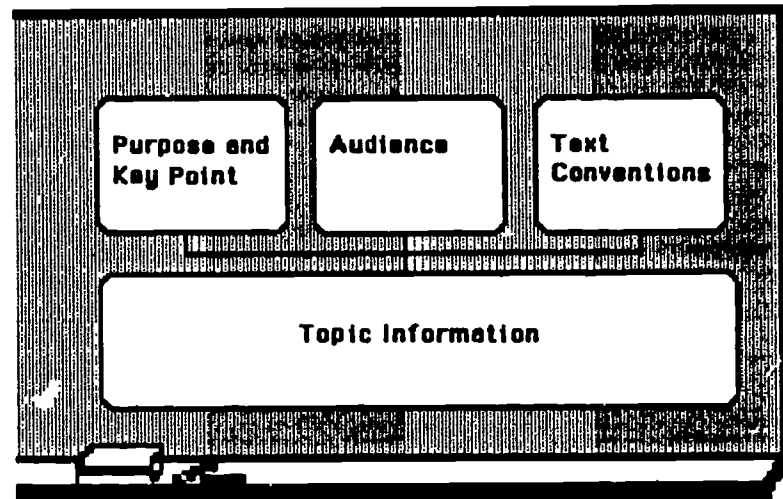 Purpose and
Key Point
Audience
Text
Conventions
Topic Information